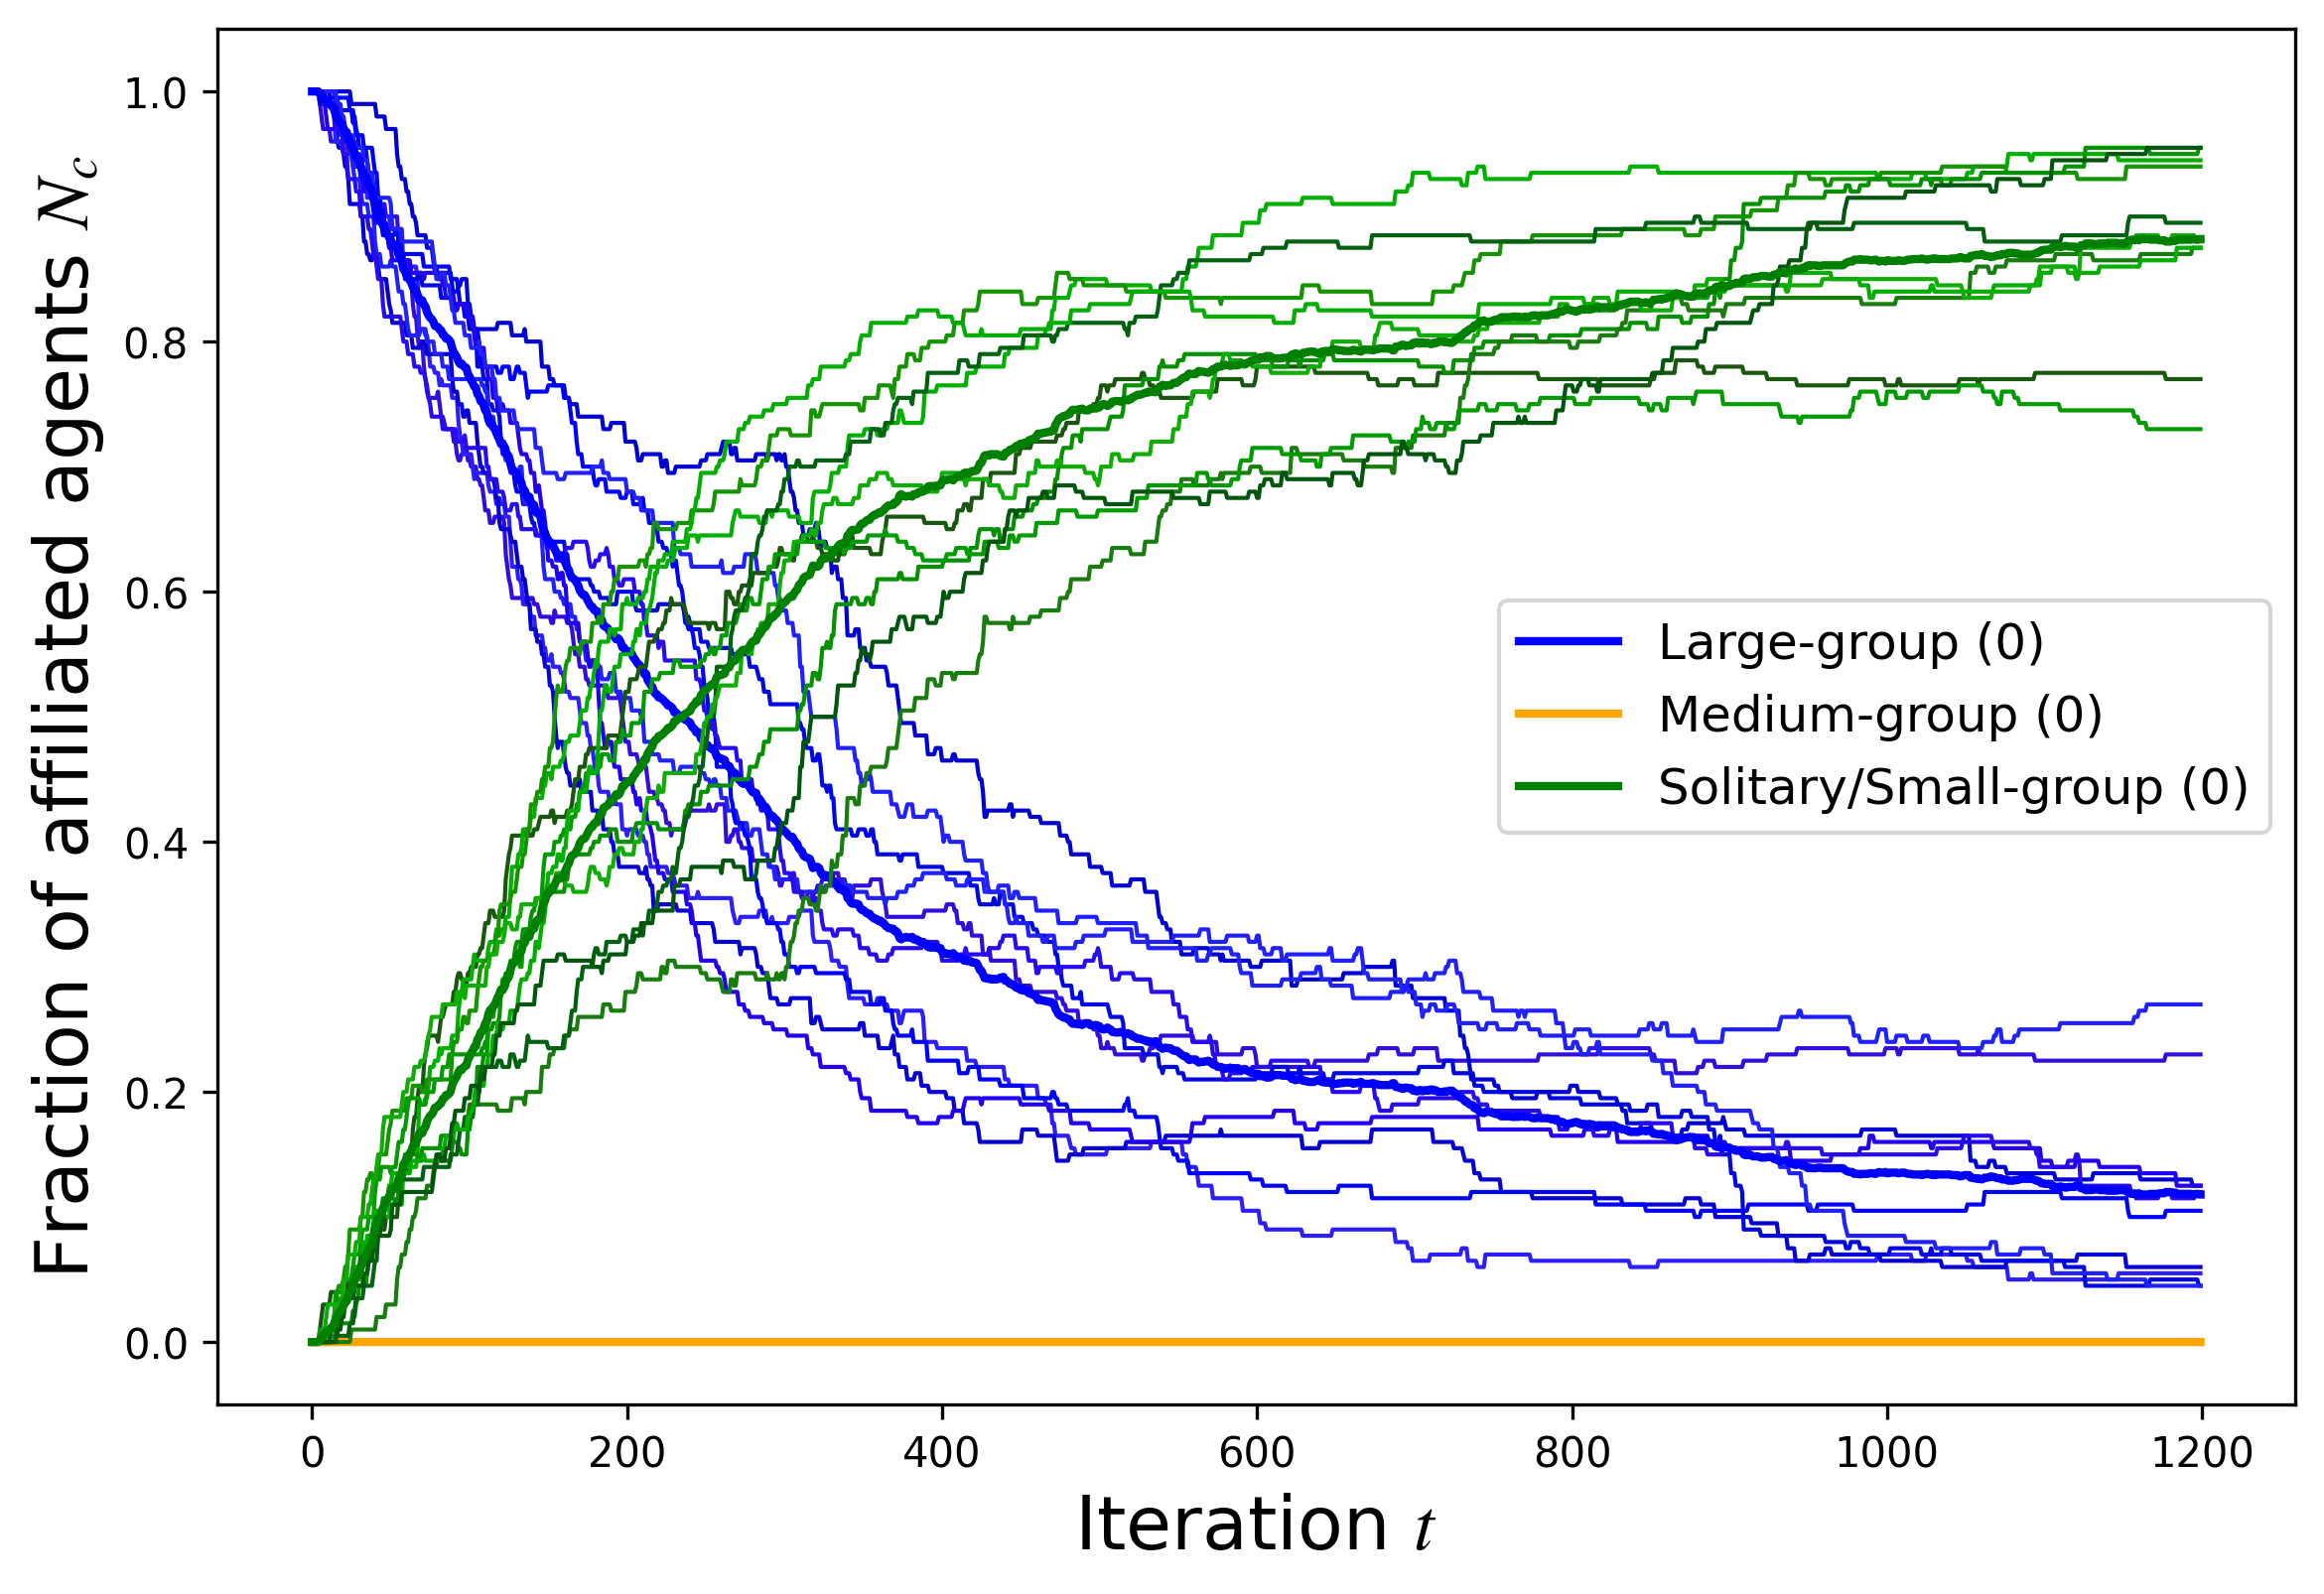 Fraction of affiliated agents N_c
1.0
0.8
0.6
0.4
0.2
0.0
Large-group (0)
Medium-group (0)
Solitary/Small-group (0)
0 200 400 600 800 1000 1200
Iteration t